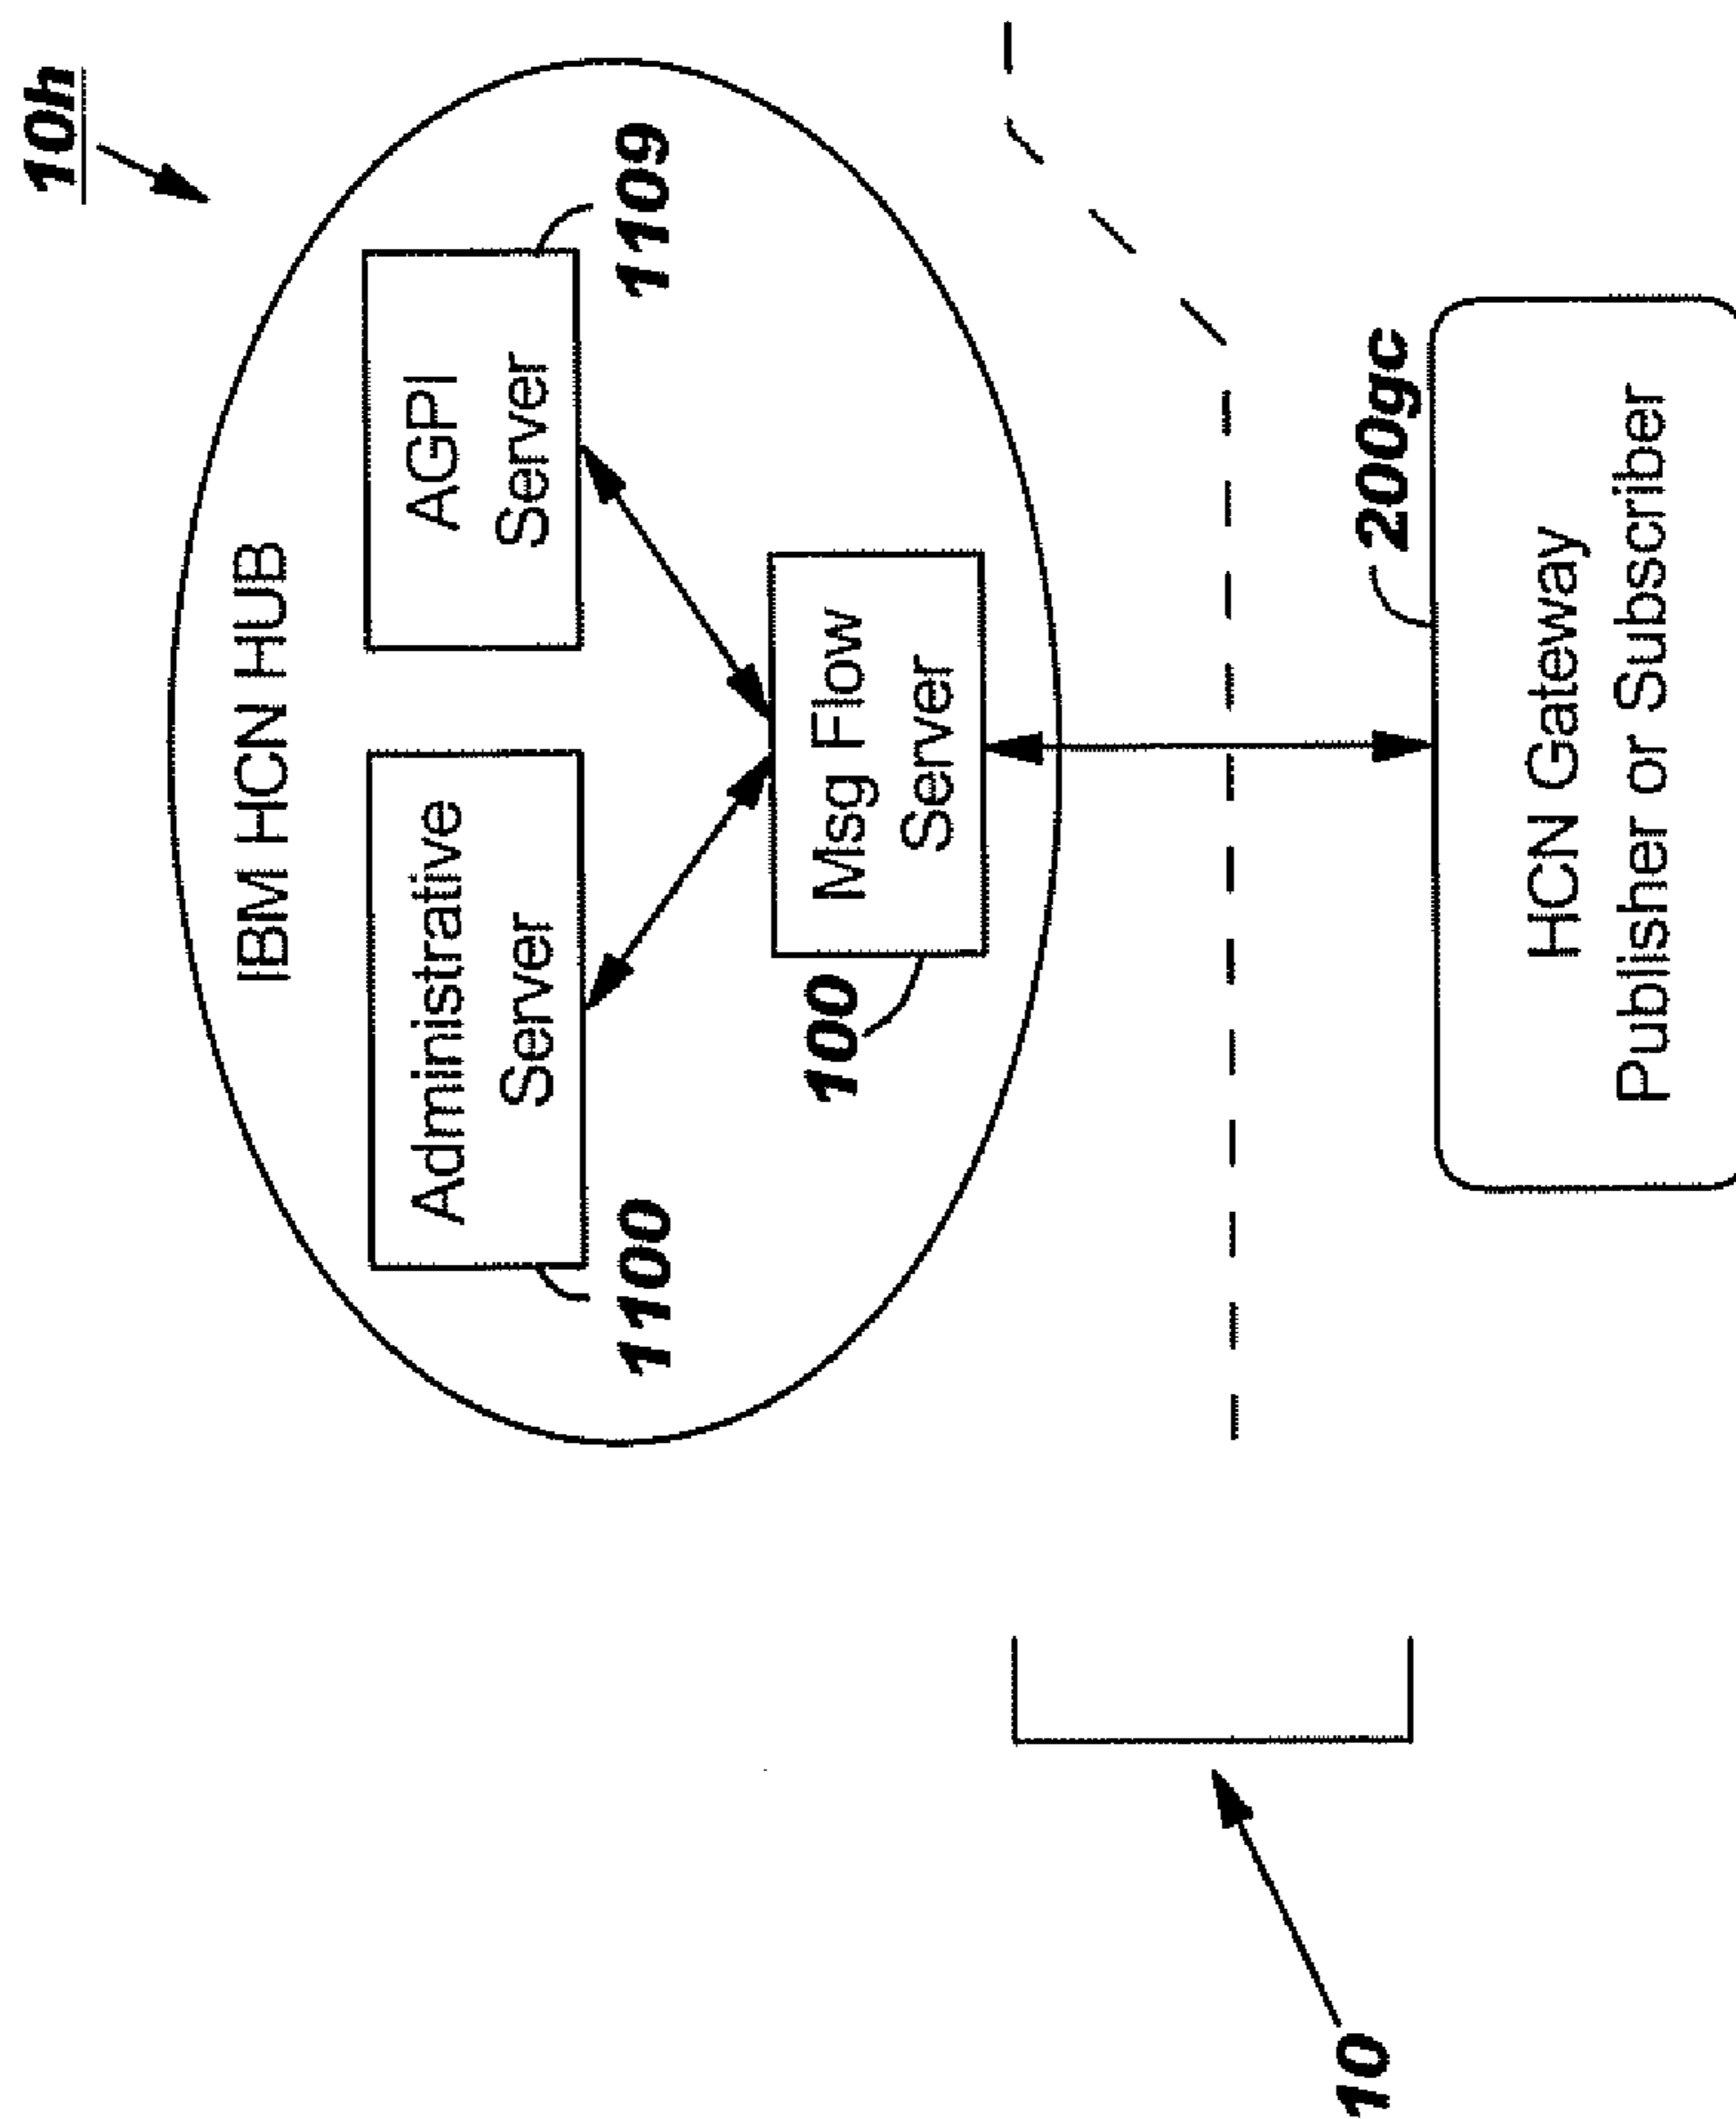 10h
IBM HCN HUB
Administrative
Server
1100
AGPI
Server
1109
Msg Flow
Server
100
200gc
HCN Gateway
Publisher or Subscriber
10